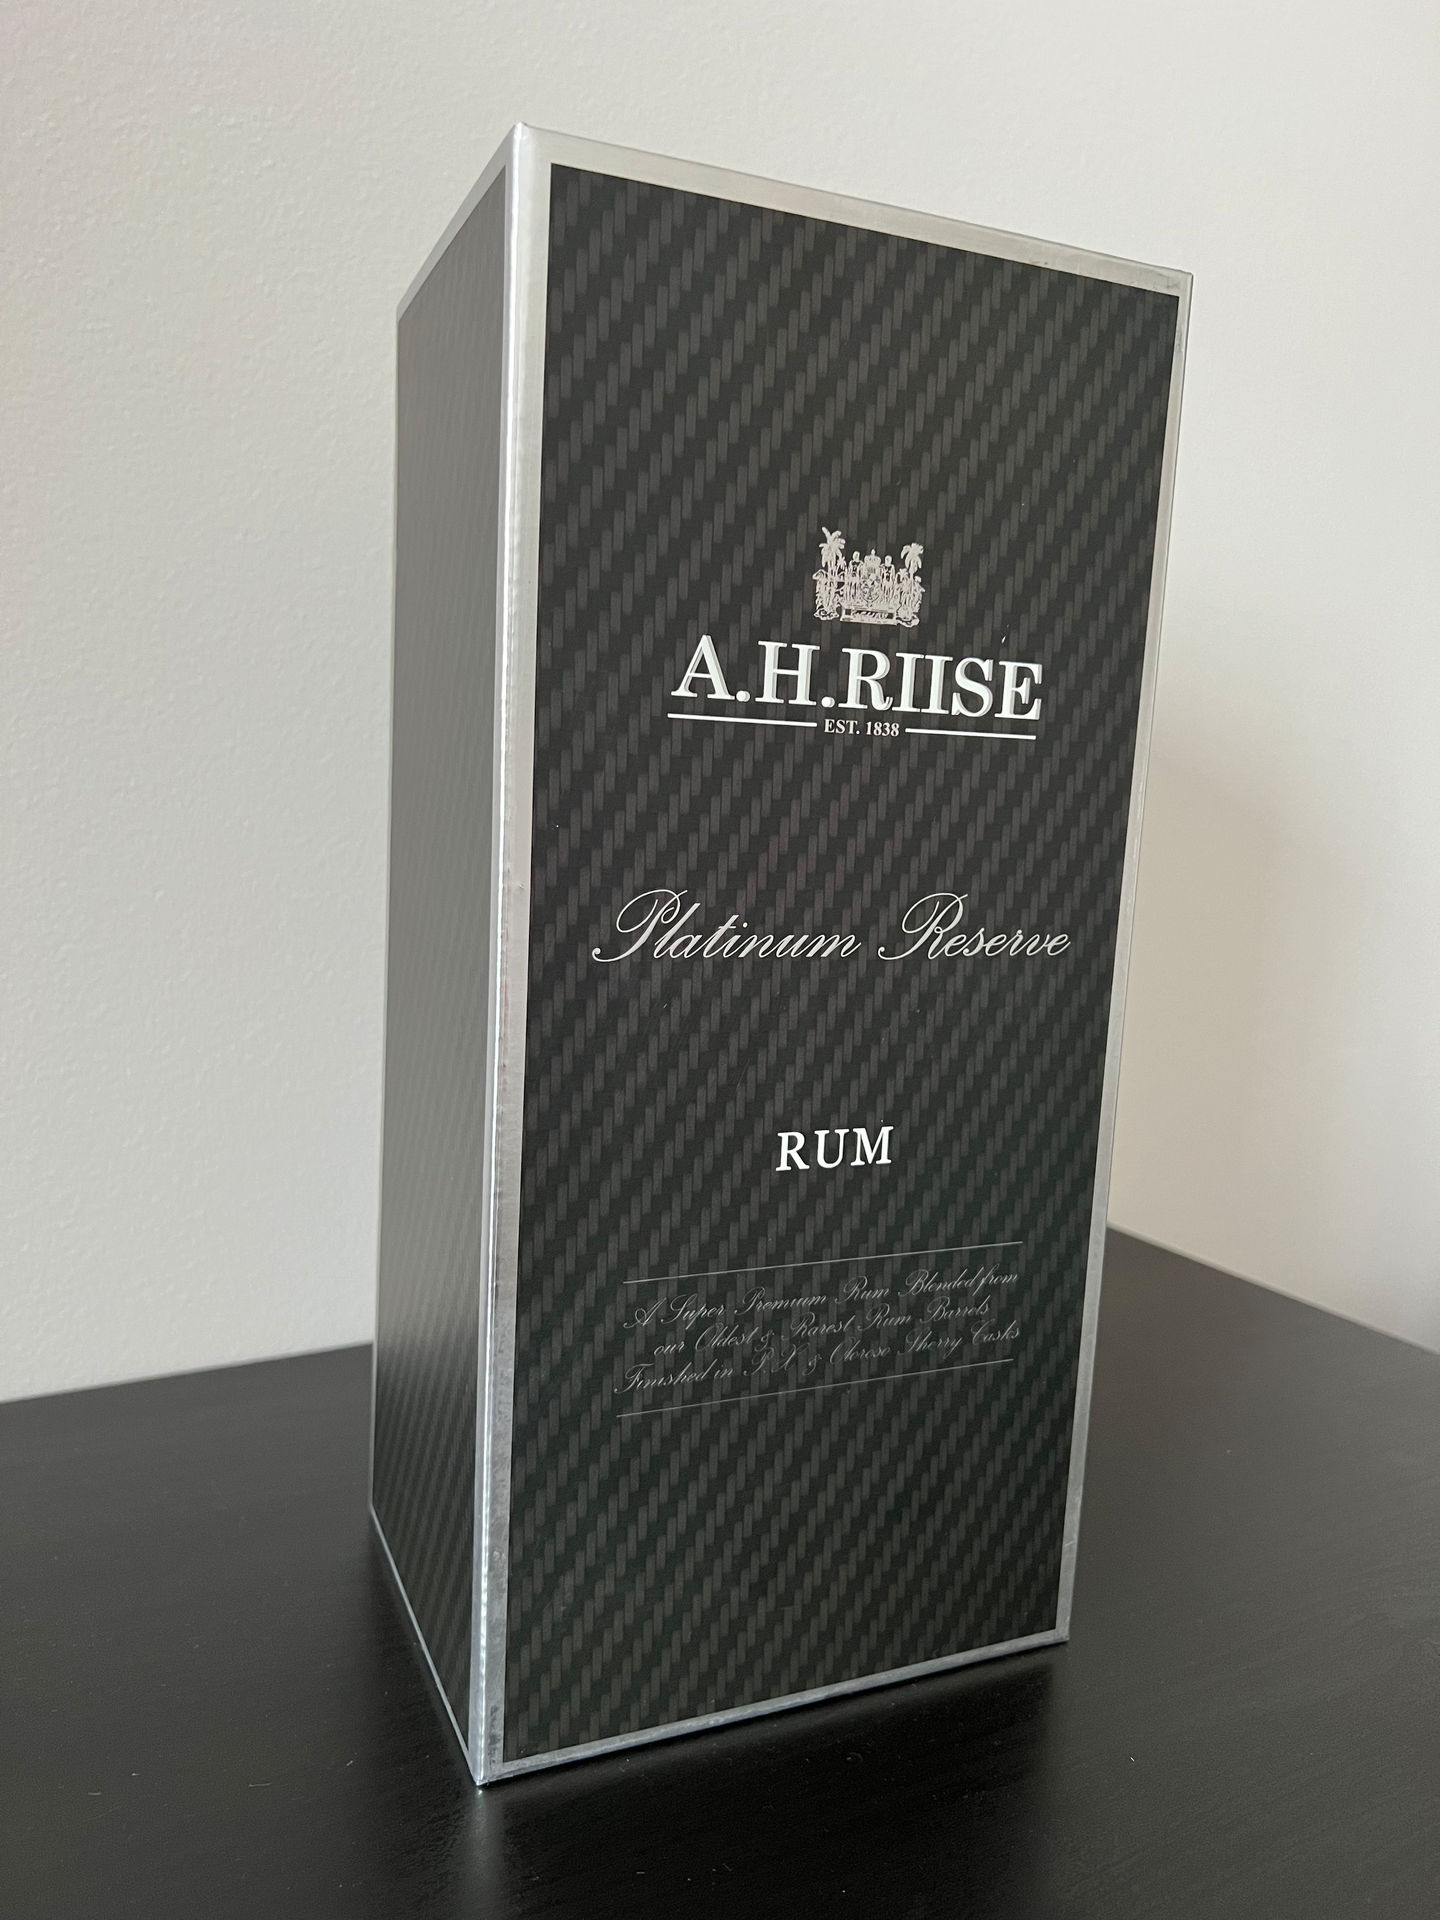 A.H.RIISE
EST. 1838
Platinum Reserve
RUM
A Super Premium Rum Blended from
our Oldest & Rarest Rum Barrels
Finished in P.X & Oloroso Sherry Casks